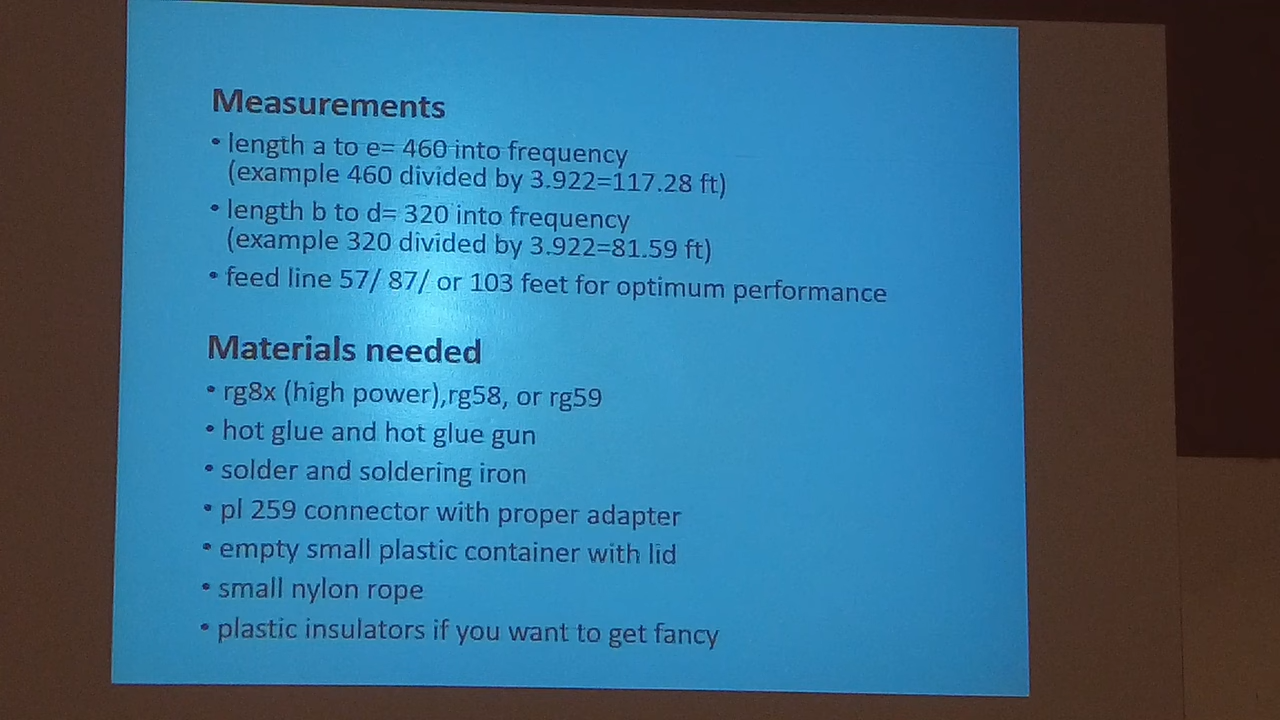 Measurements
• length a to e= 460 into frequency
(example 460 divided by 3.922=117.28 ft)
• length b to d= 320 into frequency
(example 320 divided by 3.922=81.59 ft)
• feed line 57/ 87/ or 103 feet for optimum performance
Materials needed
• rg8x (high power),rg58, or rg59
• hot glue and hot glue gun
• solder and soldering iron
• pl 259 connector with proper adapter
• empty small plastic container with lid
• small nylon rope
• plastic insulators if you want to get fancy